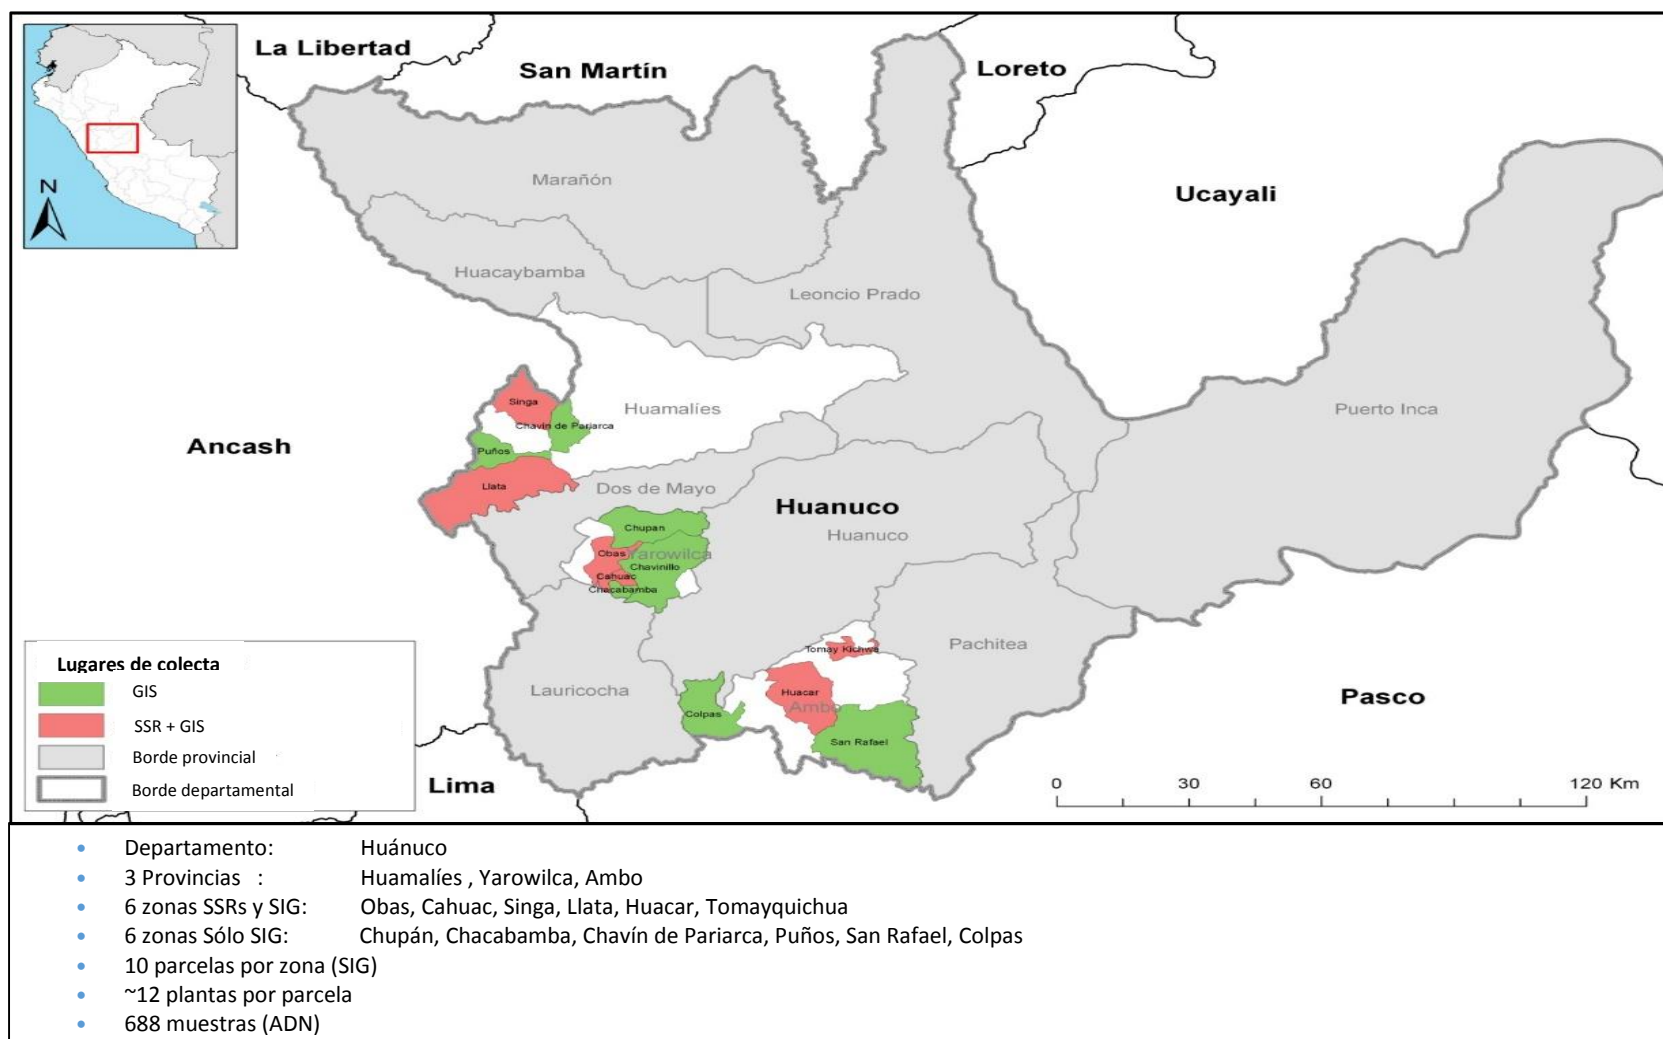 La Libertad
San Martín
Loreto
N
Marañón
Ucayali
Huacaybamba
Leoncio Prado
Singa
Huamalíes
Puerto Inca
Chavín de Pariarca
Ancash
Puños
Llata
Dos de Mayo
Huanuco
Chupan
Huanuco
Obas
Yarowilca
Chavinillo
Cahuac
Chacabamba
Tomay Kichwa
Pachitea
Lauricocha
Huacar
Pasco
Ambo
Colpas
San Rafael
Lima
0 30 60 120 Km
Lugares de colecta
GIS
SSR + GIS
Borde provincial
Borde departamental
• Departamento: Huánuco
• 3 Provincias : Huamalíes , Yarowilca, Ambo
• 6 zonas SSRs y SIG: Obas, Cahuac, Singa, Llata, Huacar, Tomayquichua
• 6 zonas Sólo SIG: Chupán, Chacabamba, Chavín de Pariarca, Puños, San Rafael, Colpas
• 10 parcelas por zona (SIG)
• ~12 plantas por parcela
• 688 muestras (ADN)